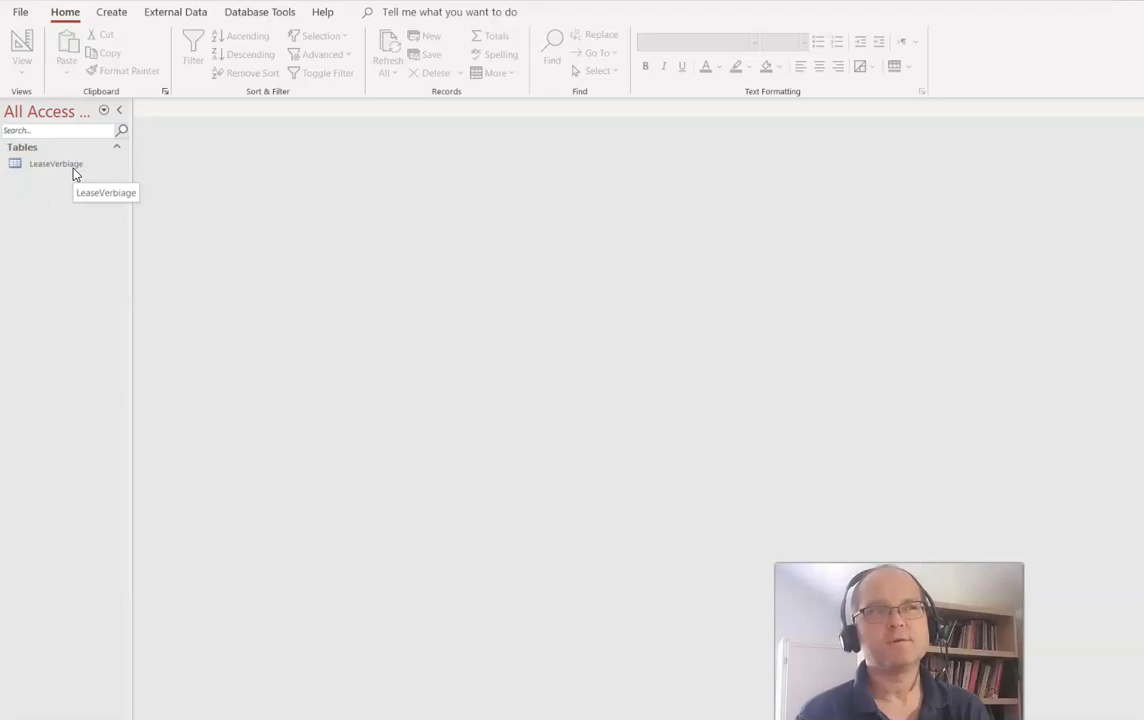 File Home Create External Data Database Tools Help Tell me what you want to do
View
Views
Paste
Cut
Copy
Format Painter
Clipboard
Filter
Ascending
Descending
Remove Sort
Selection
Advanced
Toggle Filter
Sort & Filter
Refresh
All
New
Save
Delete
Totals
Spelling
More
Records
Find
Replace
Go To
Select
Find
B I U A
Text Formatting
All Access ...
Search...
Tables
LeaseVerbiage
LeaseVerbiage